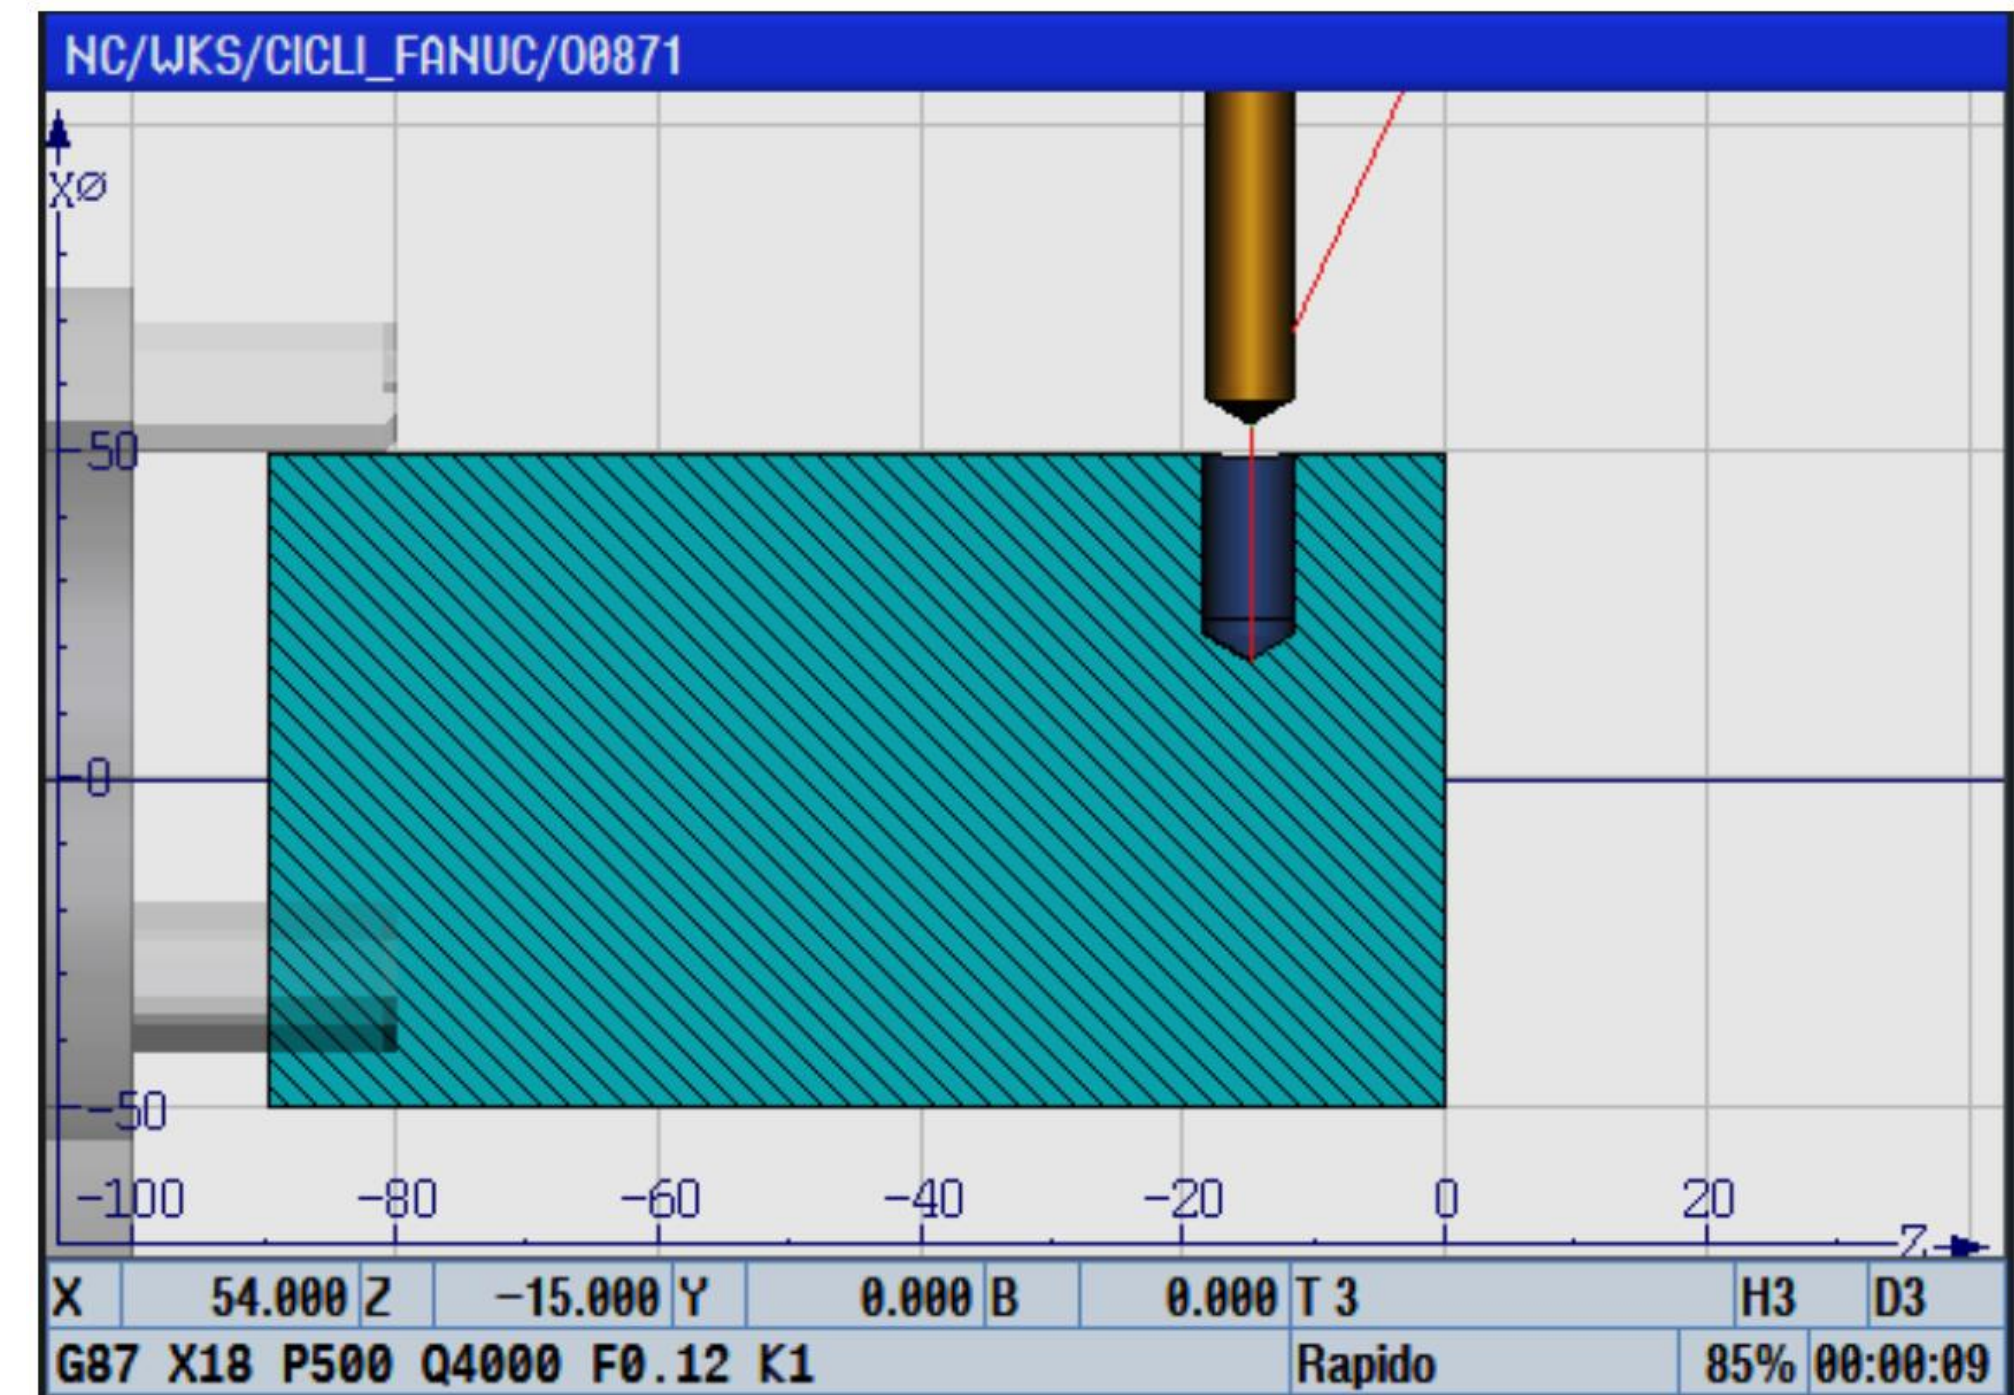 NC/WKS/CICLI_FANUC/O0871
XØ
50
0
-50
-100 -80 -60 -40 -20 0 20
Z
X 54.000 Z -15.000 Y 0.000 B 0.000 T 3 H3 D3
G87 X18 P500 Q4000 F0.12 K1 Rapido 85% 00:00:09